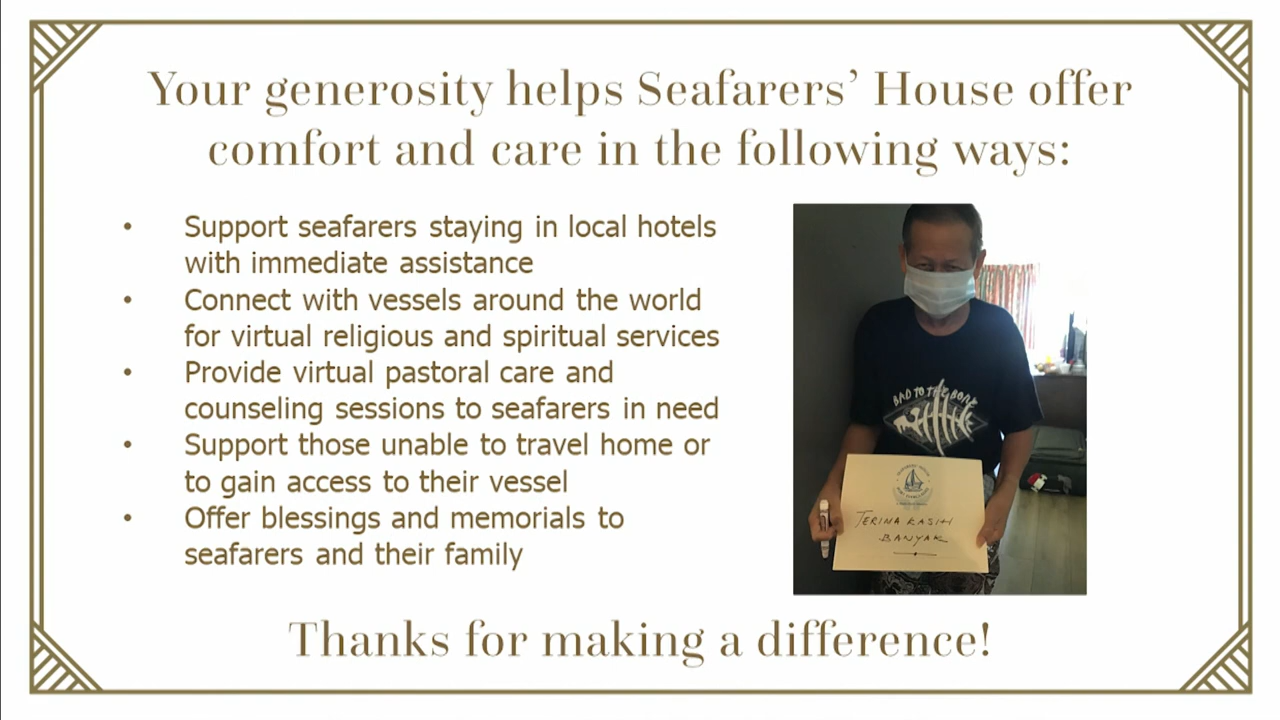 Your generosity helps Seafarers’ House offer
comfort and care in the following ways:
• Support seafarers staying in local hotels
with immediate assistance
• Connect with vessels around the world
for virtual religious and spiritual services
• Provide virtual pastoral care and
counseling sessions to seafarers in need
• Support those unable to travel home or
to gain access to their vessel
• Offer blessings and memorials to
seafarers and their family
BAD TO THE BONE
TERIMA KASIH
BANYAK
Thanks for making a difference!